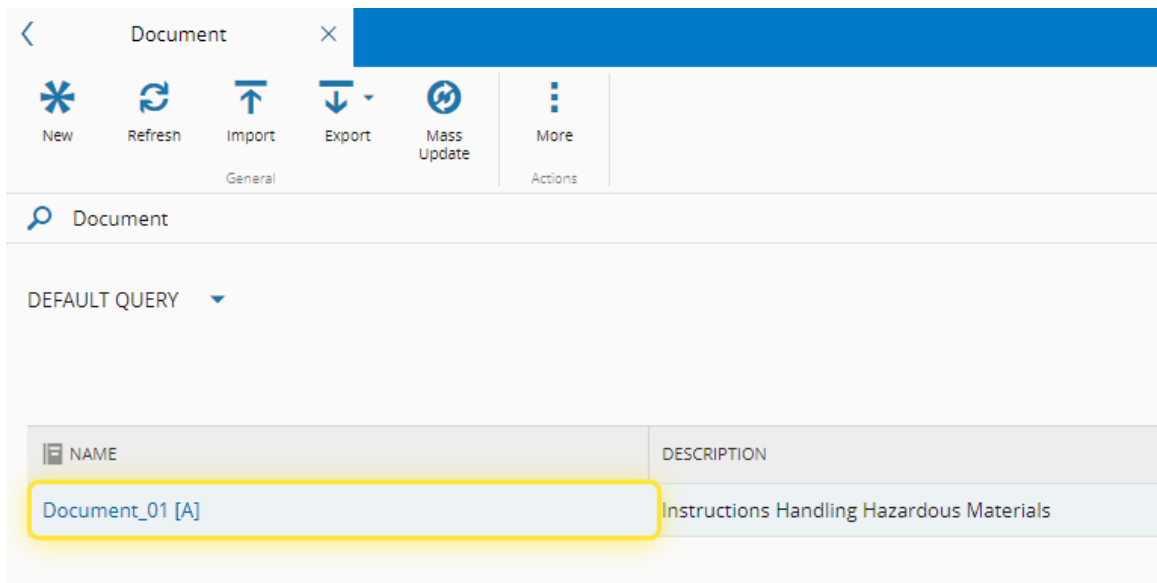 Document
New
Refresh
Import
Export
Mass
Update
More
General
Actions
Document
DEFAULT QUERY
NAME
DESCRIPTION
Document_01 [A]
Instructions Handling Hazardous Materials